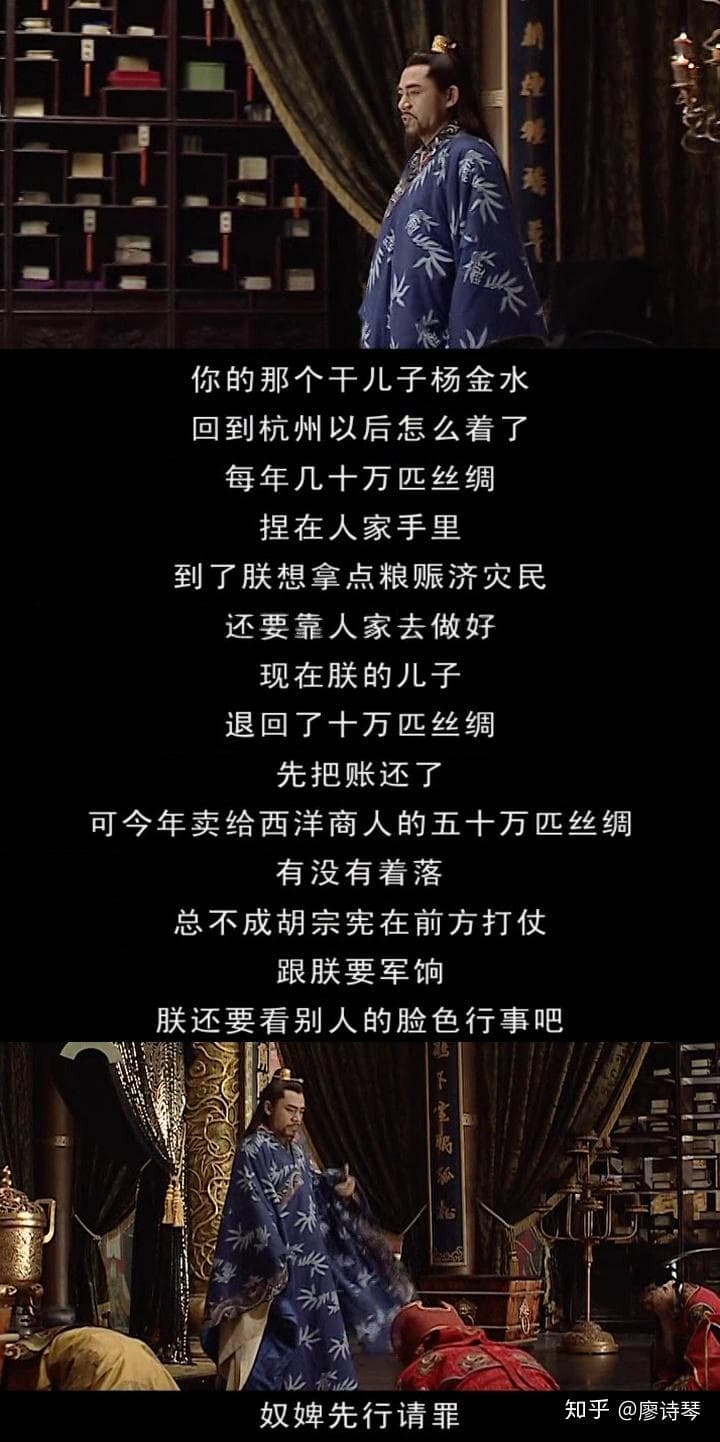 你的那个干儿子杨金水
回到杭州以后怎么着了
每年几十万匹丝绸
捏在人家手里
到了朕想拿点粮赈济灾民
还要靠人家去做好
现在朕的儿子
退回了十万匹丝绸
先把账还了
可今年卖给西洋商人的五十万匹丝绸
有没有着落
总不成胡宗宪在前方打仗
跟朕要军饷
朕还要看别人的脸色行事吧
奴婢先行请罪
知乎 @廖诗琴